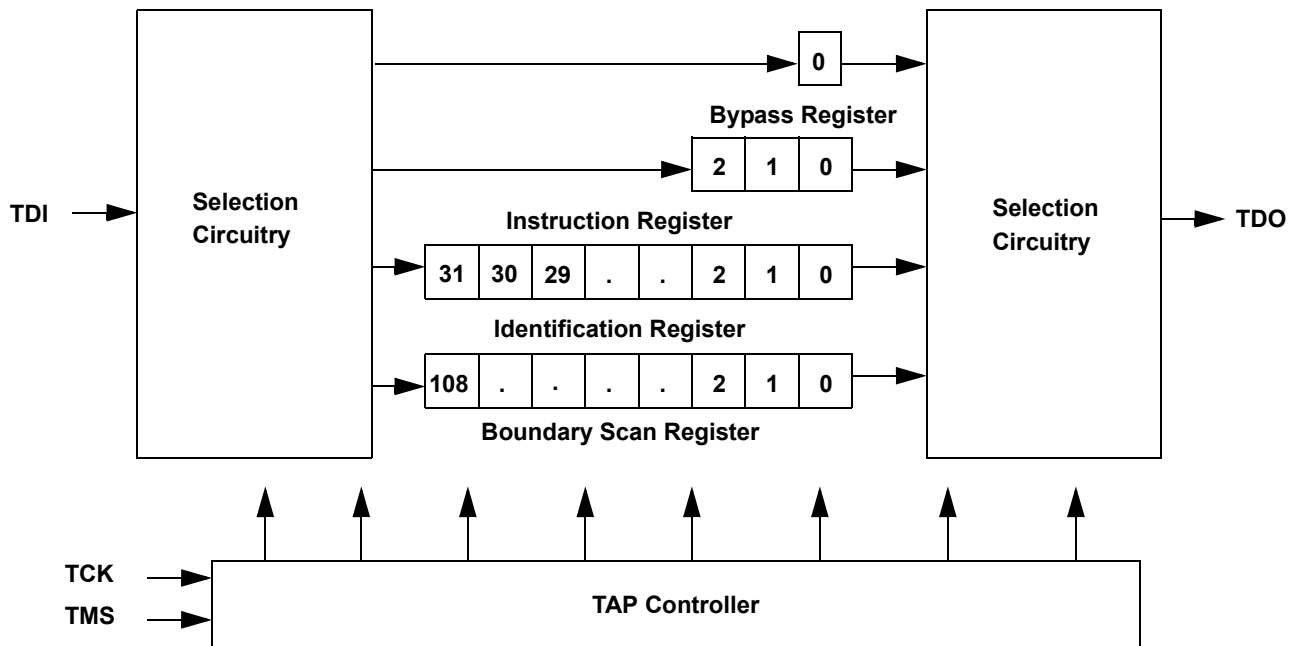 0
Bypass Register
2 1 0
TDI
Selection
Circuitry
Selection
Circuitry
TDO
Instruction Register
31 30 29 . . 2 1 0
Identification Register
108 . . . . 2 1 0
Boundary Scan Register
TCK
TMS
TAP Controller